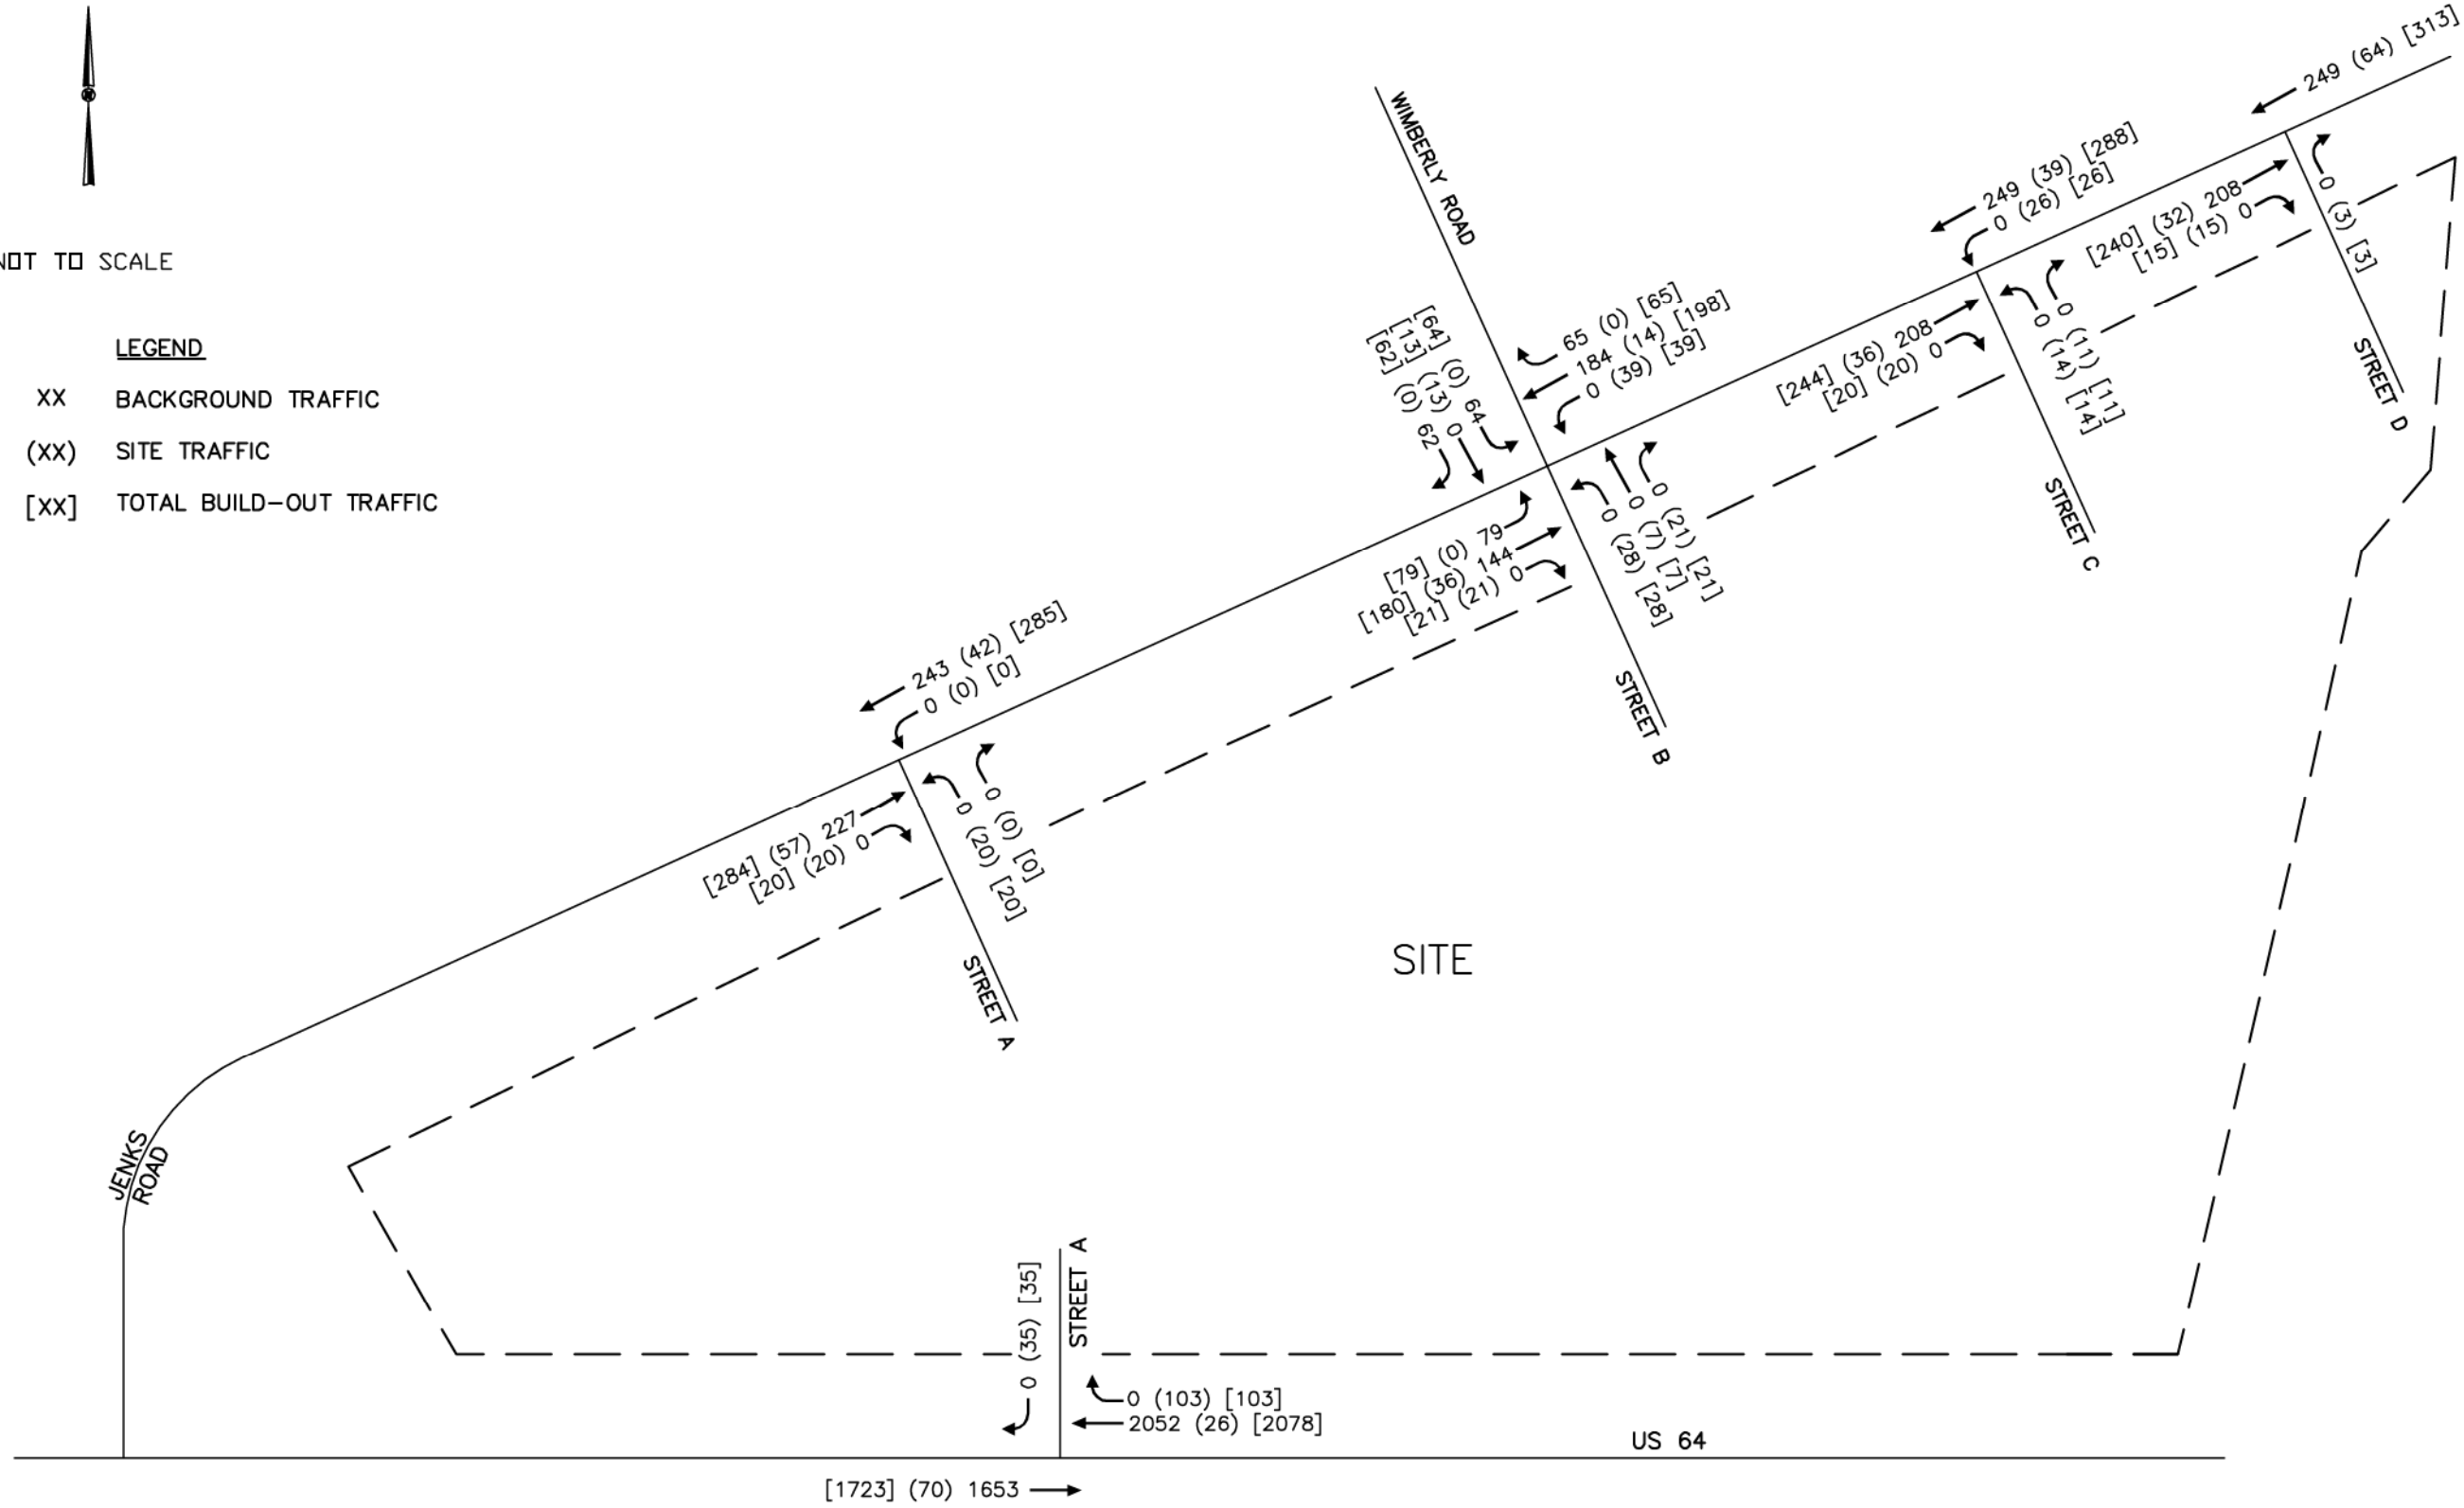 NOT TO SCALE
LEGEND
XX BACKGROUND TRAFFIC
(XX) SITE TRAFFIC
[XX] TOTAL BUILD-OUT TRAFFIC
249 (64) [313]
0 (3) [3]
STREET D
[240] (32) 208
[15] (15) 0
249 (39) [288]
0 (26) [26]
0 (11) [11]
0 (14) [14]
STREET C
[244] (36) 208
[20] (20) 0
WIMBERLY ROAD
65 (0) [65]
184 (14) [198]
0 (39) [39]
[64] (0) 64
[13] (13) 0
[62] (0) 62
0 (21) [21]
0 (7) [7]
0 (28) [28]
STREET B
[79] (0) 79
[180] (36) 144
[21] (21) 0
243 (42) [285]
0 (0) [0]
0 (0) [0]
0 (20) [20]
STREET A
[284] (57) 227
[20] (20) 0
SITE
JENKS
ROAD
0 (35) [35]
STREET A
0 (103) [103]
2052 (26) [2078]
US 64
[1723] (70) 1653